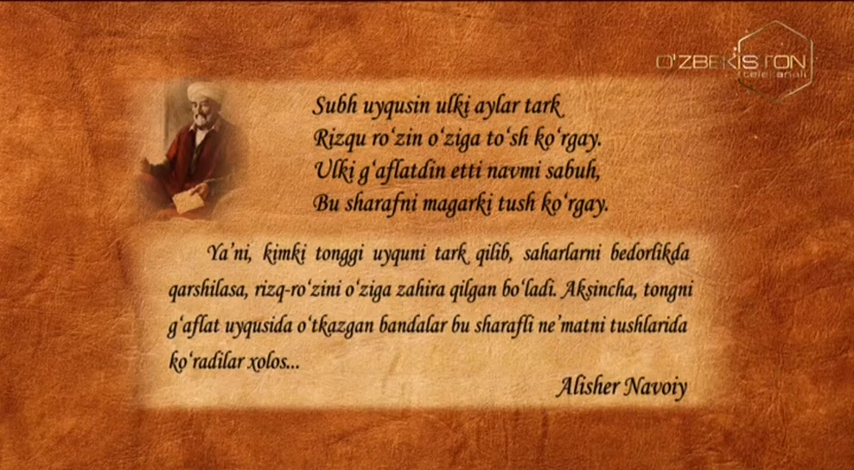 O'ZBEKISTON
telekanali
Subh uyqusin ulki aylar tark
Rizqu ro‘zin o‘ziga to‘sh ko‘rgay.
Ulki g‘aflatdin etti navmi sabuh,
Bu sharafni magarki tush ko‘rgay.
Ya’ni, kimki tonggi uyquni tark qilib, saharlarni bedorlikda
qarshilasa, rizq-ro‘zini o‘ziga zahira qilgan bo‘ladi. Aksincha, tongni
g‘aflat uyqusida o‘tkazgan bandalar bu sharafli ne’matni tushlarida
ko‘radilar xolos...
Alisher Navoiy